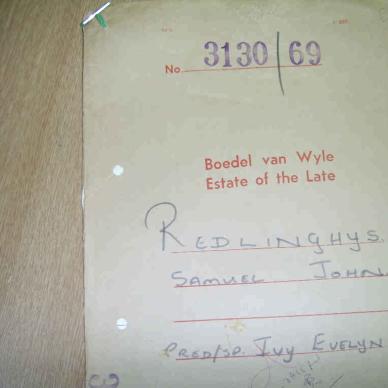 No. 3130/69
Boedel van Wyle
Estate of the Late
REDLINGHYS.
SAMUEL JOHN
PRED/SP. IVY EVELYN